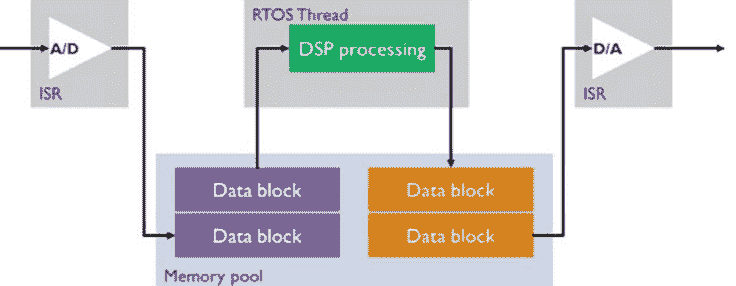 RTOS Thread
A/D
DSP processing
D/A
ISR
ISR
Data block
Data block
Data block
Data block
Memory pool